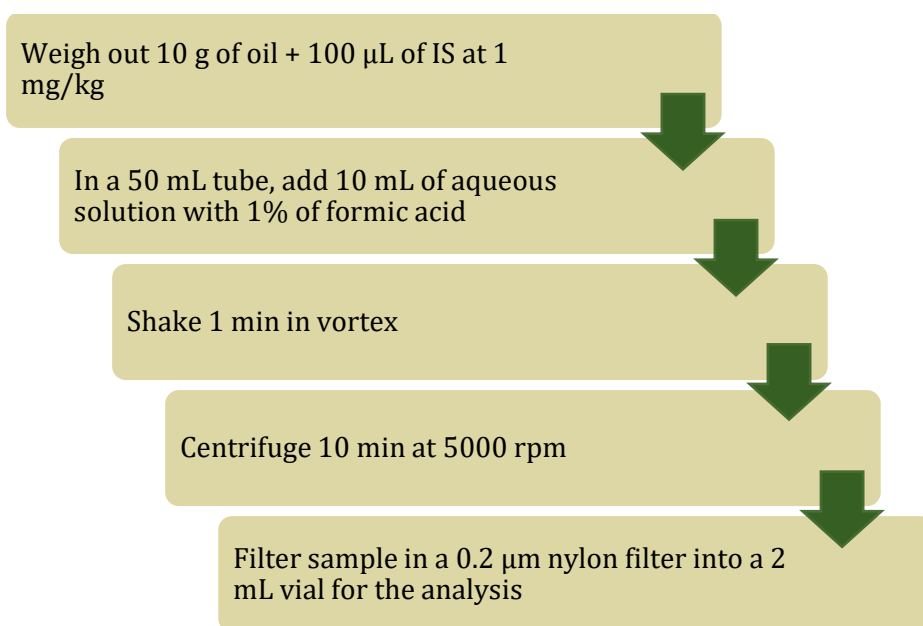 Weigh out 10 g of oil + 100 µL of IS at 1
mg/kg
In a 50 mL tube, add 10 mL of aqueous
solution with 1% of formic acid
Shake 1 min in vortex
Centrifuge 10 min at 5000 rpm
Filter sample in a 0.2 µm nylon filter into a 2
mL vial for the analysis